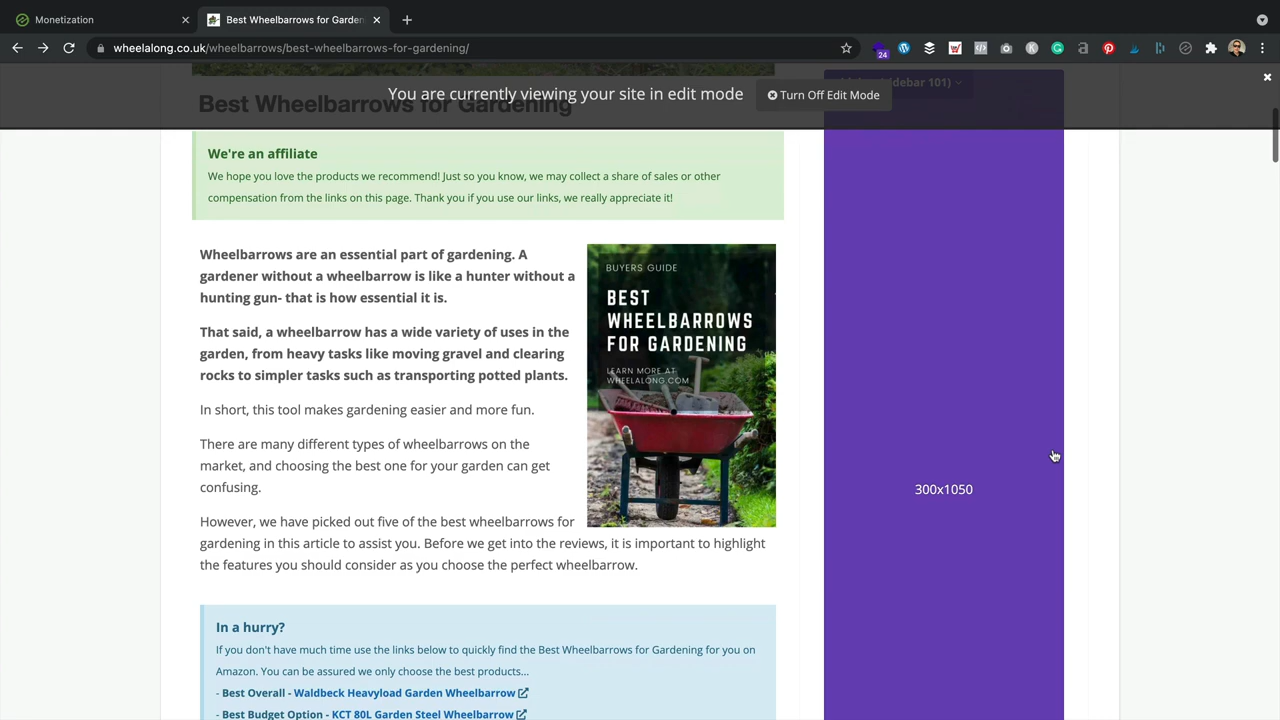 Monetization
Best Wheelbarrows for Garden
wheelalong.co.uk/wheelbarrows/best-wheelbarrows-for-gardening/
24
You are currently viewing your site in edit mode
Turn Off Edit Mode
debar 101)
Best Wheelbarrows for Gardening
We're an affiliate
We hope you love the products we recommend! Just so you know, we may collect a share of sales or other
compensation from the links on this page. Thank you if you use our links, we really appreciate it!
Wheelbarrows are an essential part of gardening. A
gardener without a wheelbarrow is like a hunter without a
hunting gun- that is how essential it is.
That said, a wheelbarrow has a wide variety of uses in the
garden, from heavy tasks like moving gravel and clearing
rocks to simpler tasks such as transporting potted plants.
In short, this tool makes gardening easier and more fun.
There are many different types of wheelbarrows on the
market, and choosing the best one for your garden can get
confusing.
However, we have picked out five of the best wheelbarrows for
gardening in this article to assist you. Before we get into the reviews, it is important to highlight
the features you should consider as you choose the perfect wheelbarrow.
BUYERS GUIDE
BEST
WHEELBARROWS
FOR GARDENING
LEARN MORE AT
WHEELALONG.COM
300x1050
In a hurry?
If you don't have much time use the links below to quickly find the Best Wheelbarrows for Gardening for you on
Amazon. You can be assured we only choose the best products...
- Best Overall - Waldbeck Heavyload Garden Wheelbarrow
- Best Budget Option - KCT 80L Garden Steel Wheelbarrow